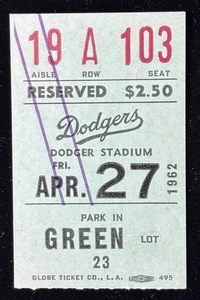 19 A 103
AISLE ROW SEAT
RESERVED $2.50
Dodgers
DODGER STADIUM
FRI.
APR. 27 1962
PARK IN
GREEN LOT
23
GLOBE TICKET CO., L.A. 495